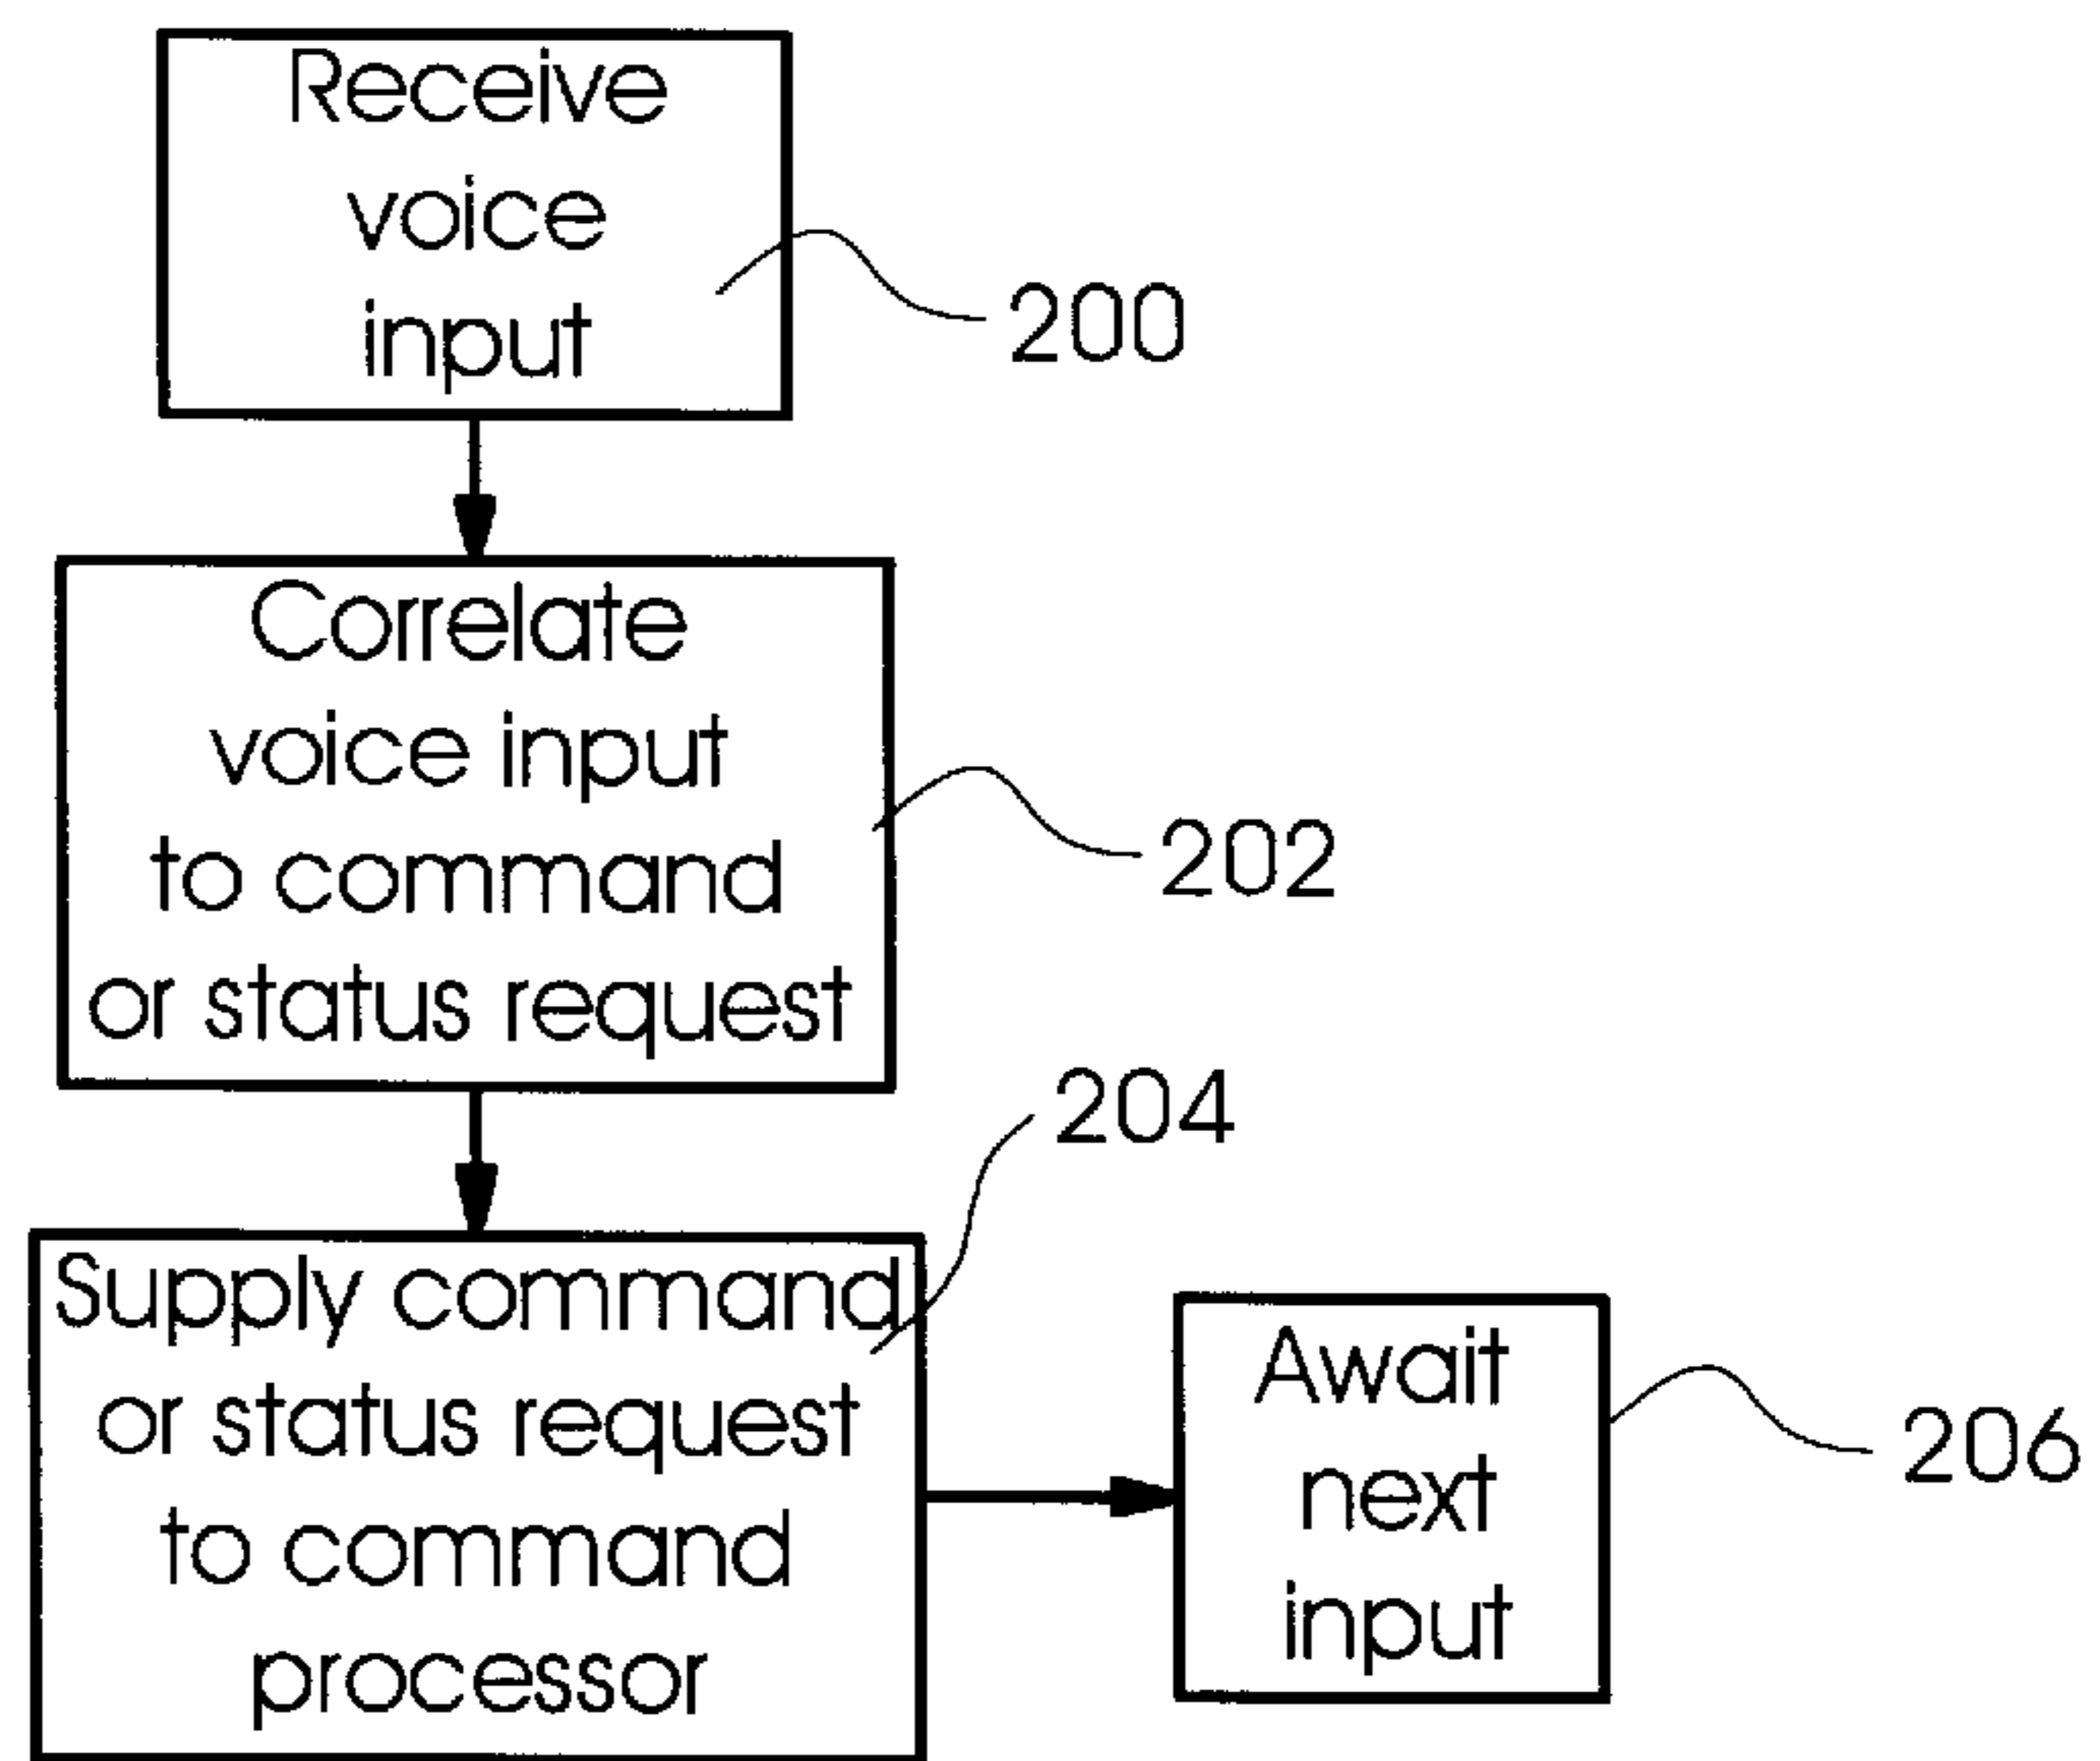 Receive
voice
input
200
Correlate
voice input
to command
or status request
202
204
Supply command
or status request
to command
processor
Await
next
input
206